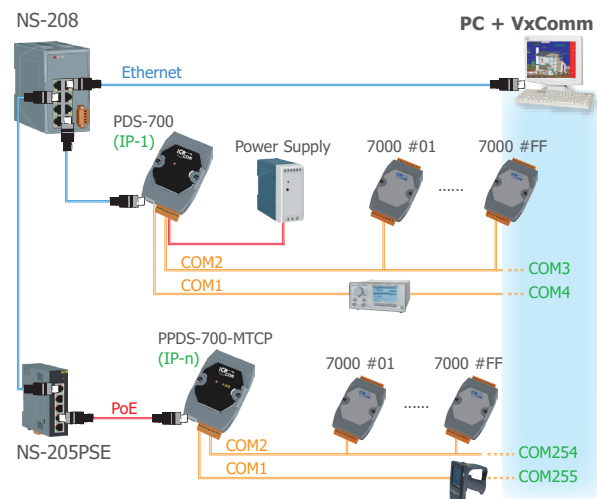 NS-208
PC + VxComm
Ethernet
PDS-700
(IP-1)
Power Supply
7000 #01
7000 #FF
......
COM2
COM3
COM1
COM4
PPDS-700-MTCP
(IP-n)
7000 #01
7000 #FF
......
PoE
COM2
COM254
NS-205PSE
COM1
COM255